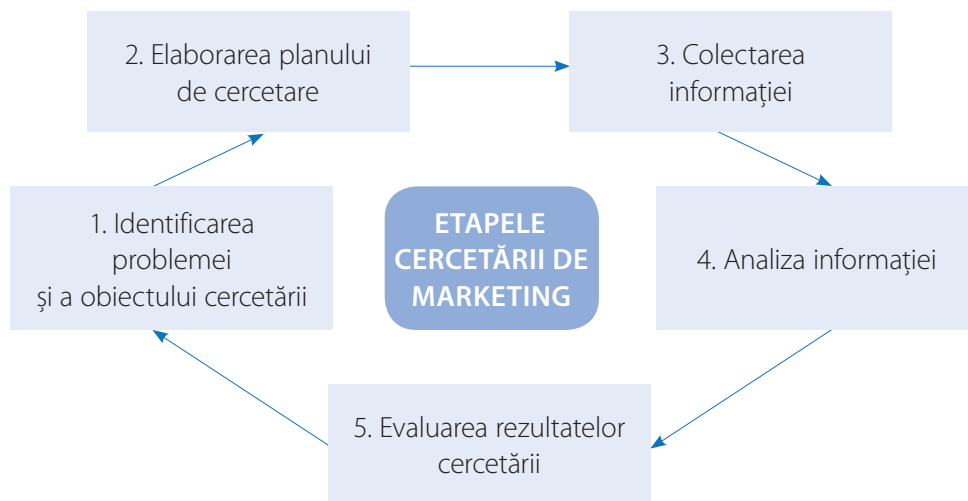 2. Elaborarea planului
de cercetare
3. Colectarea
informației
1. Identificarea
problemei
și a obiectului cercetării
ETAPELE
CERCETĂRII DE
MARKETING
4. Analiza informației
5. Evaluarea rezultatelor
cercetării